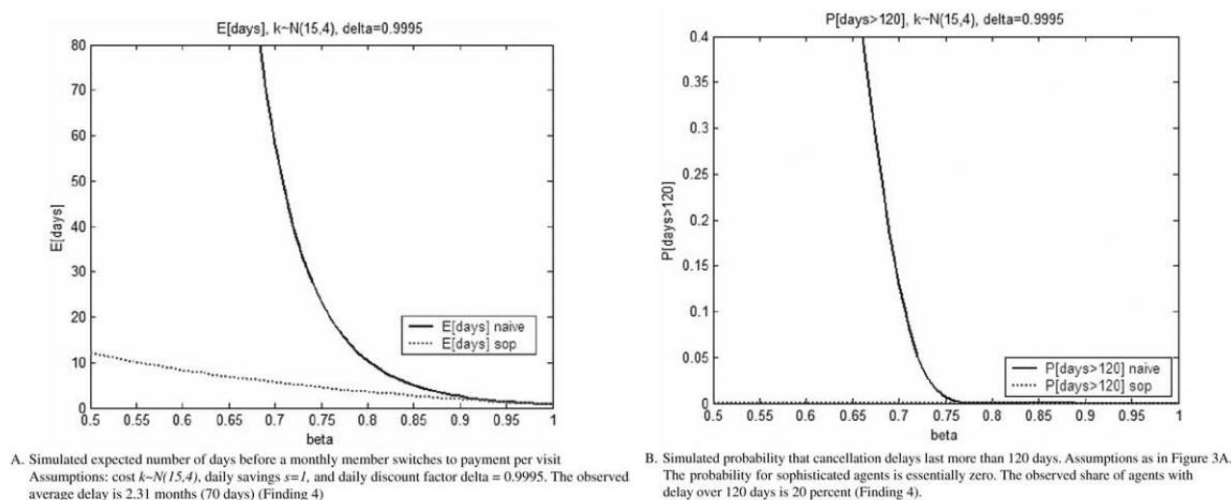 E[days], k~N(15,4), delta=0.9995
80
70
60
50
40
30
20
10
0
E[days]
E[days] naive
E[days] sop
0.5 0.55 0.6 0.65 0.7 0.75 0.8 0.85 0.9 0.95 1
beta
A. Simulated expected number of days before a monthly member switches to payment per visit
Assumptions: cost k~N(15,4), daily savings s=1, and daily discount factor delta = 0.9995. The observed
average delay is 2.31 months (70 days) (Finding 4)
P[days>120], k~N(15,4), delta=0.9995
0.4
0.35
0.3
0.25
0.2
0.15
0.1
0.05
0
P[days>120]
P[days>120] naive
P[days>120] sop
0.5 0.55 0.6 0.65 0.7 0.75 0.8 0.85 0.9 0.95 1
beta
B. Simulated probability that cancellation delays last more than 120 days. Assumptions as in Figure 3A.
The probability for sophisticated agents is essentially zero. The observed share of agents with
delay over 120 days is 20 percent (Finding 4).